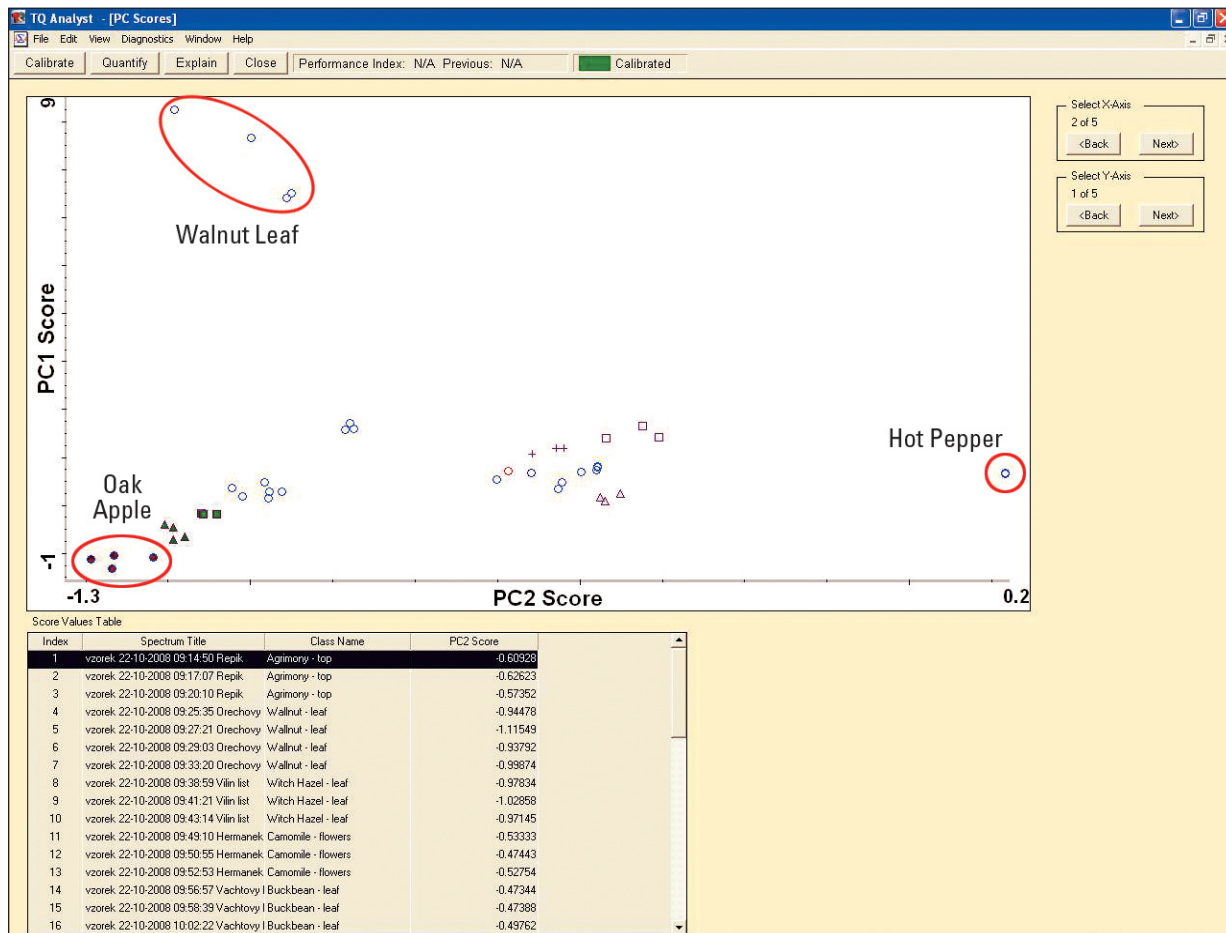 TQ Analyst - [PC Scores]
File Edit View Diagnostics Window Help
Calibrate Quantify Explain Close Performance Index: N/A Previous: N/A Calibrated
9
Walnut Leaf
PC1 Score
Hot Pepper
Oak
Apple
-1
-1.3 PC2 Score 0.2
Select X-Axis
2 of 5
<Back Next>
Select Y-Axis
1 of 5
<Back Next>
Score Values Table
Index Spectrum Title Class Name PC2 Score
1 vzorek 22-10-2008 09:14:50 Repik Agrimony - top -0.60928
2 vzorek 22-10-2008 09:17:07 Repik Agrimony - top -0.62623
3 vzorek 22-10-2008 09:20:10 Repik Agrimony - top -0.57352
4 vzorek 22-10-2008 09:25:35 Orechovy Wallnut - leaf -0.94478
5 vzorek 22-10-2008 09:27:21 Orechovy Wallnut - leaf -1.11549
6 vzorek 22-10-2008 09:29:03 Orechovy Wallnut - leaf -0.93792
7 vzorek 22-10-2008 09:33:20 Orechovy Wallnut - leaf -0.99874
8 vzorek 22-10-2008 09:38:59 Vilin list Witch Hazel - leaf -0.97834
9 vzorek 22-10-2008 09:41:21 Vilin list Witch Hazel - leaf -1.02858
10 vzorek 22-10-2008 09:43:14 Vilin list Witch Hazel - leaf -0.97145
11 vzorek 22-10-2008 09:49:10 Hermanek Camomile - flowers -0.53333
12 vzorek 22-10-2008 09:50:55 Hermanek Camomile - flowers -0.47443
13 vzorek 22-10-2008 09:52:53 Hermanek Camomile - flowers -0.52754
14 vzorek 22-10-2008 09:56:57 Vachtovy l Buckbean - leaf -0.47344
15 vzorek 22-10-2008 09:58:39 Vachtovy l Buckbean - leaf -0.47388
16 vzorek 22-10-2008 10:02:22 Vachtovy l Buckbean - leaf -0.49762